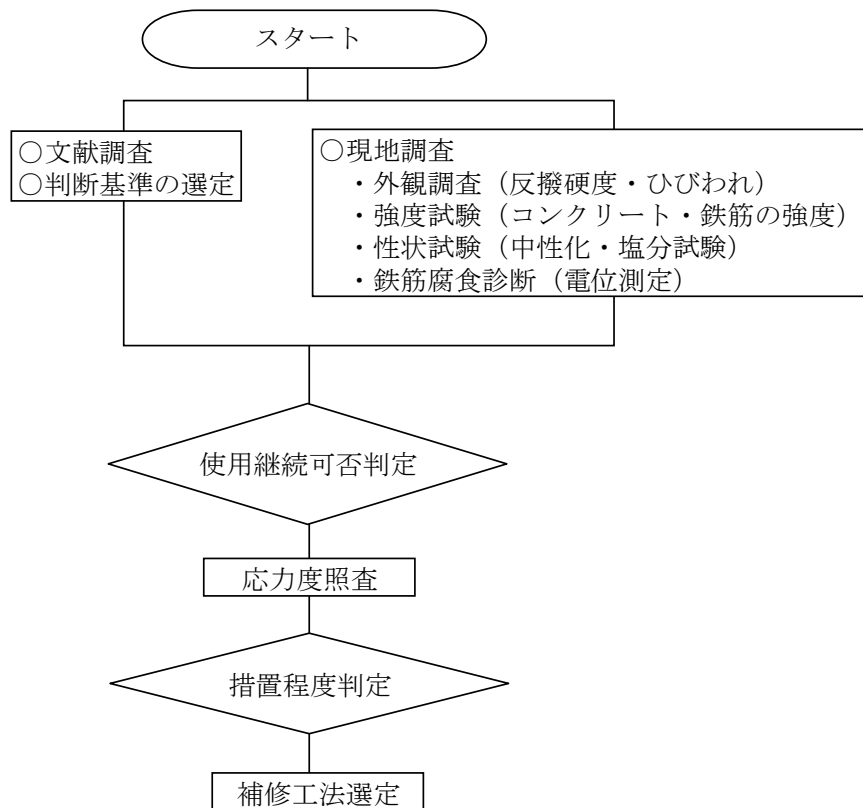 スタート
○文献調査
○判断基準の選定
○現地調査
・外観調査（反撥硬度・ひびわれ）
・強度試験（コンクリート・鉄筋の強度）
・性状試験（中性化・塩分試験）
・鉄筋腐食診断（電位測定）
使用継続可否判定
応力度照査
措置程度判定
補修工法選定